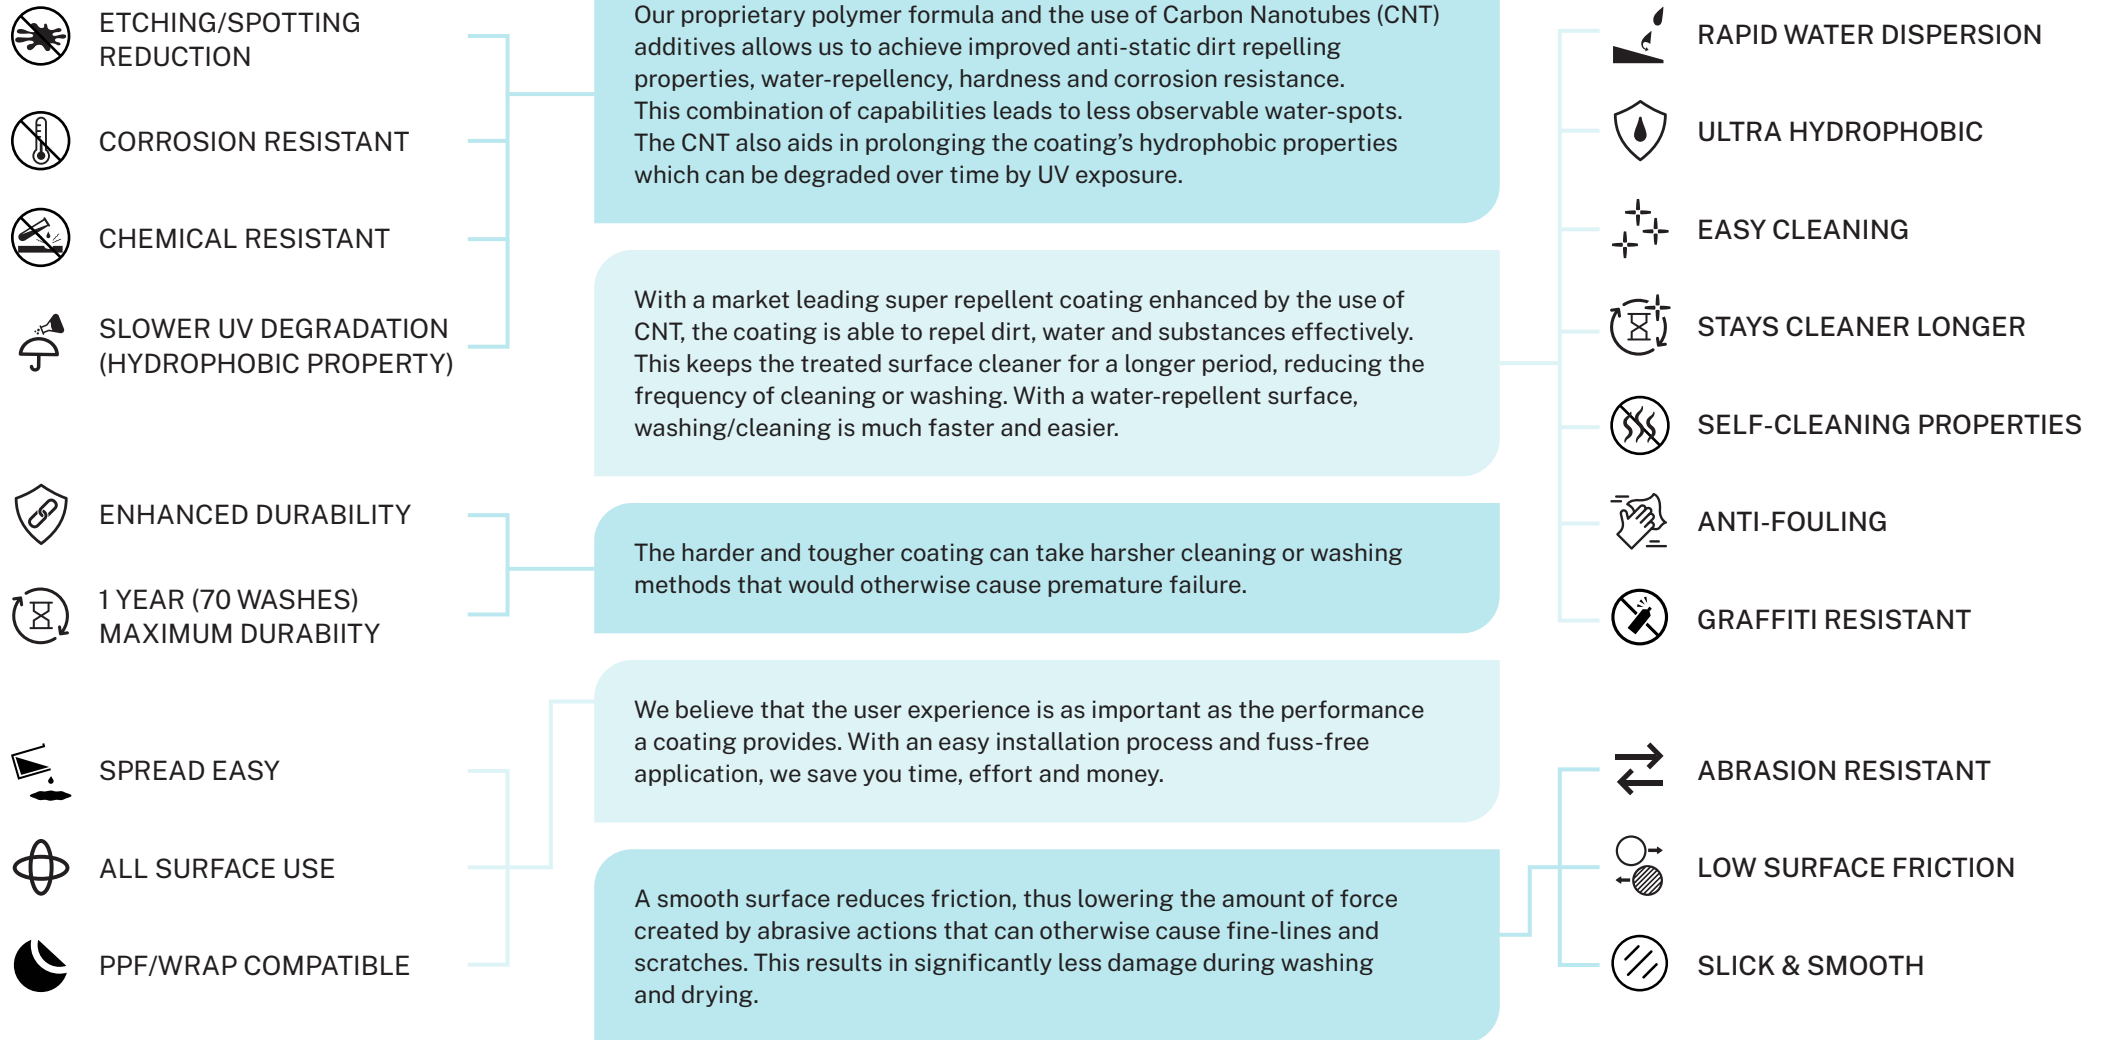 ETCHING/SPOTTING
REDUCTION
CORROSION RESISTANT
CHEMICAL RESISTANT
SLOWER UV DEGRADATION
(HYDROPHOBIC PROPERTY)
ENHANCED DURABILITY
1 YEAR (70 WASHES)
MAXIMUM DURABIITY
SPREAD EASY
ALL SURFACE USE
PPF/WRAP COMPATIBLE
Our proprietary polymer formula and the use of Carbon Nanotubes (CNT)
additives allows us to achieve improved anti-static dirt repelling
properties, water-repellency, hardness and corrosion resistance.
This combination of capabilities leads to less observable water-spots.
The CNT also aids in prolonging the coating’s hydrophobic properties
which can be degraded over time by UV exposure.
With a market leading super repellent coating enhanced by the use of
CNT, the coating is able to repel dirt, water and substances effectively.
This keeps the treated surface cleaner for a longer period, reducing the
frequency of cleaning or washing. With a water-repellent surface,
washing/cleaning is much faster and easier.
The harder and tougher coating can take harsher cleaning or washing
methods that would otherwise cause premature failure.
We believe that the user experience is as important as the performance
a coating provides. With an easy installation process and fuss-free
application, we save you time, effort and money.
A smooth surface reduces friction, thus lowering the amount of force
created by abrasive actions that can otherwise cause fine-lines and
scratches. This results in significantly less damage during washing
and drying.
RAPID WATER DISPERSION
ULTRA HYDROPHOBIC
EASY CLEANING
STAYS CLEANER LONGER
SELF-CLEANING PROPERTIES
ANTI-FOULING
GRAFFITI RESISTANT
ABRASION RESISTANT
LOW SURFACE FRICTION
SLICK & SMOOTH